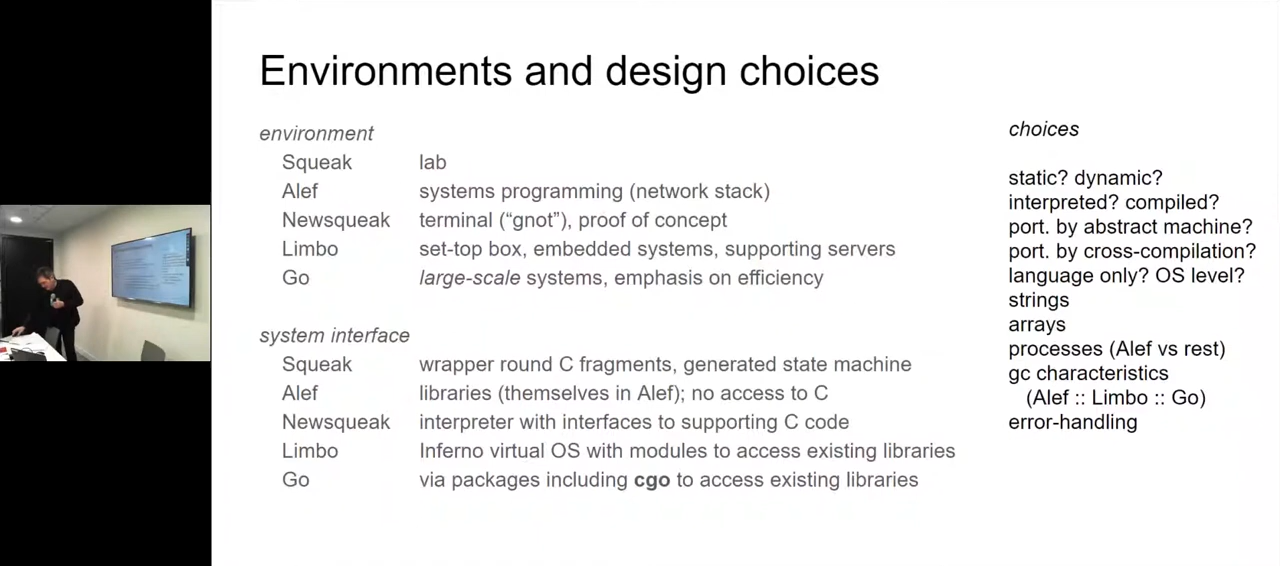 Environments and design choices
environment
Squeak lab
Alef systems programming (network stack)
Newsqueak terminal (“gnot”), proof of concept
Limbo set-top box, embedded systems, supporting servers
Go large-scale systems, emphasis on efficiency
system interface
Squeak wrapper round C fragments, generated state machine
Alef libraries (themselves in Alef); no access to C
Newsqueak interpreter with interfaces to supporting C code
Limbo Inferno virtual OS with modules to access existing libraries
Go via packages including cgo to access existing libraries
choices
static? dynamic?
interpreted? compiled?
port. by abstract machine?
port. by cross-compilation?
language only? OS level?
strings
arrays
processes (Alef vs rest)
gc characteristics
(Alef :: Limbo :: Go)
error-handling